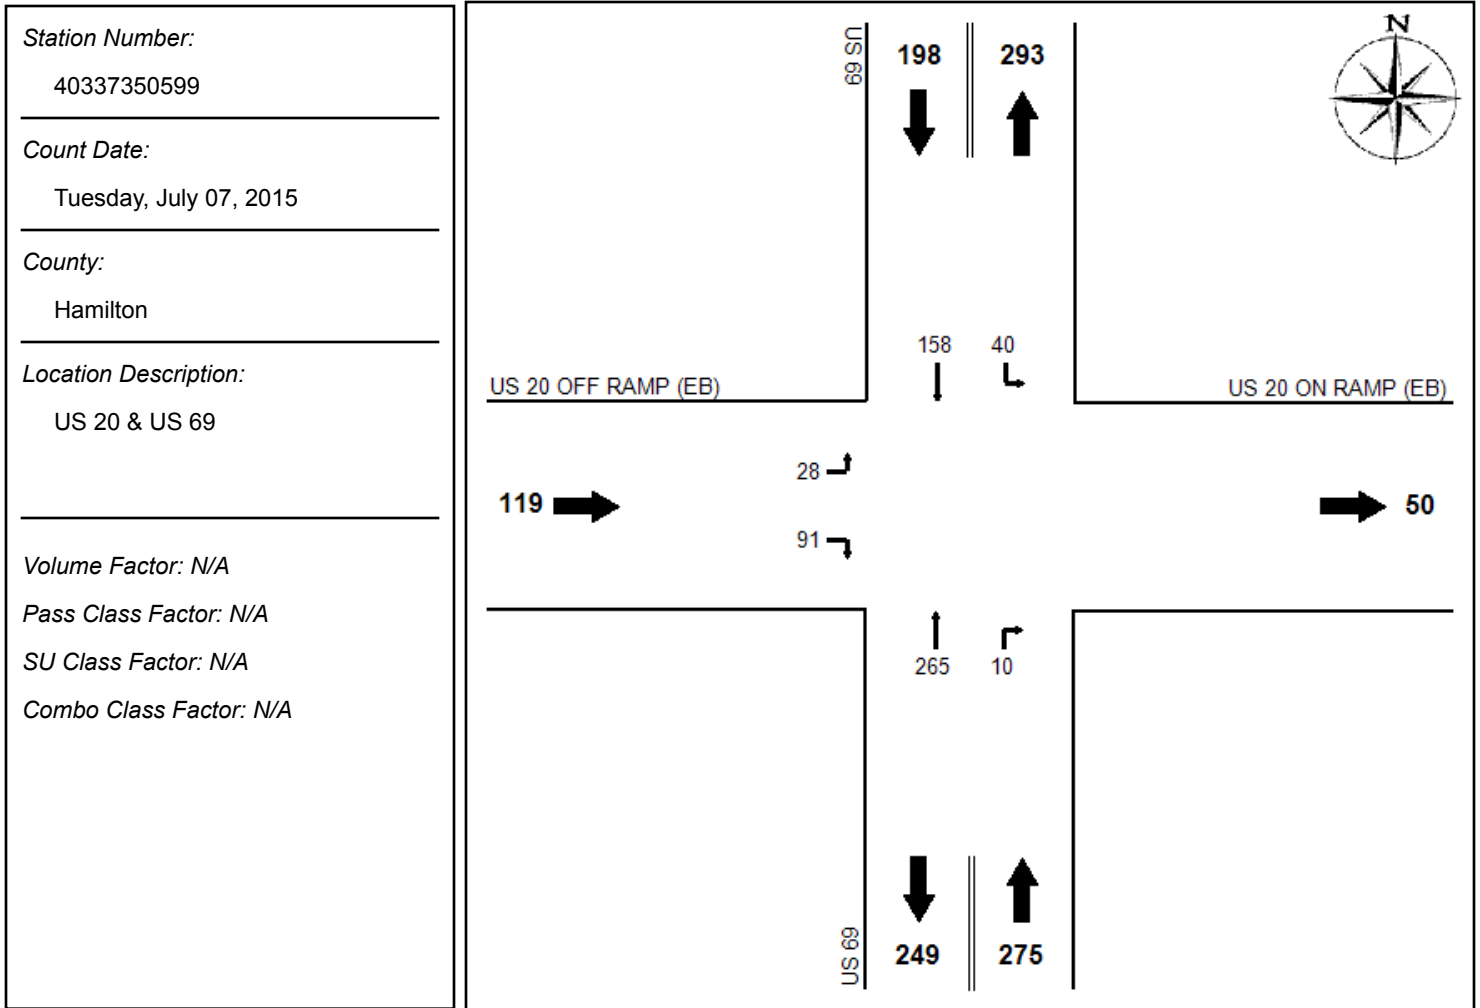 Station Number:
40337350599
Count Date:
Tuesday, July 07, 2015
County:
Hamilton
Location Description:
US 20 & US 69
Volume Factor: N/A
Pass Class Factor: N/A
SU Class Factor: N/A
Combo Class Factor: N/A
N
US 69
198
293
158
40
US 20 OFF RAMP (EB)
US 20 ON RAMP (EB)
28
119
50
91
265
10
US 69
249
275